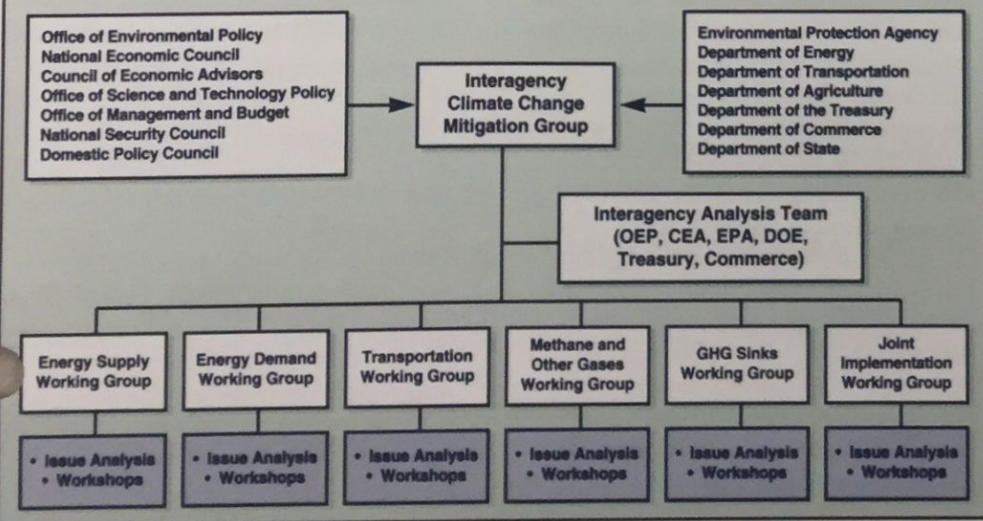 Office of Environmental Policy
National Economic Council
Council of Economic Advisors
Office of Science and Technology Policy
Office of Management and Budget
National Security Council
Domestic Policy Council
Interagency
Climate Change
Mitigation Group
Environmental Protection Agency
Department of Energy
Department of Transportation
Department of Agriculture
Department of the Treasury
Department of Commerce
Department of State
Interagency Analysis Team
(OEP, CEA, EPA, DOE,
Treasury, Commerce)
Energy Supply
Working Group
Energy Demand
Working Group
Transportation
Working Group
Methane and
Other Gases
Working Group
GHG Sinks
Working Group
Joint
Implementation
Working Group
• Issue Analysis
• Workshops
• Issue Analysis
• Workshops
• Issue Analysis
• Workshops
• Issue Analysis
• Workshops
• Issue Analysis
• Workshops
• Issue Analysis
• Workshops